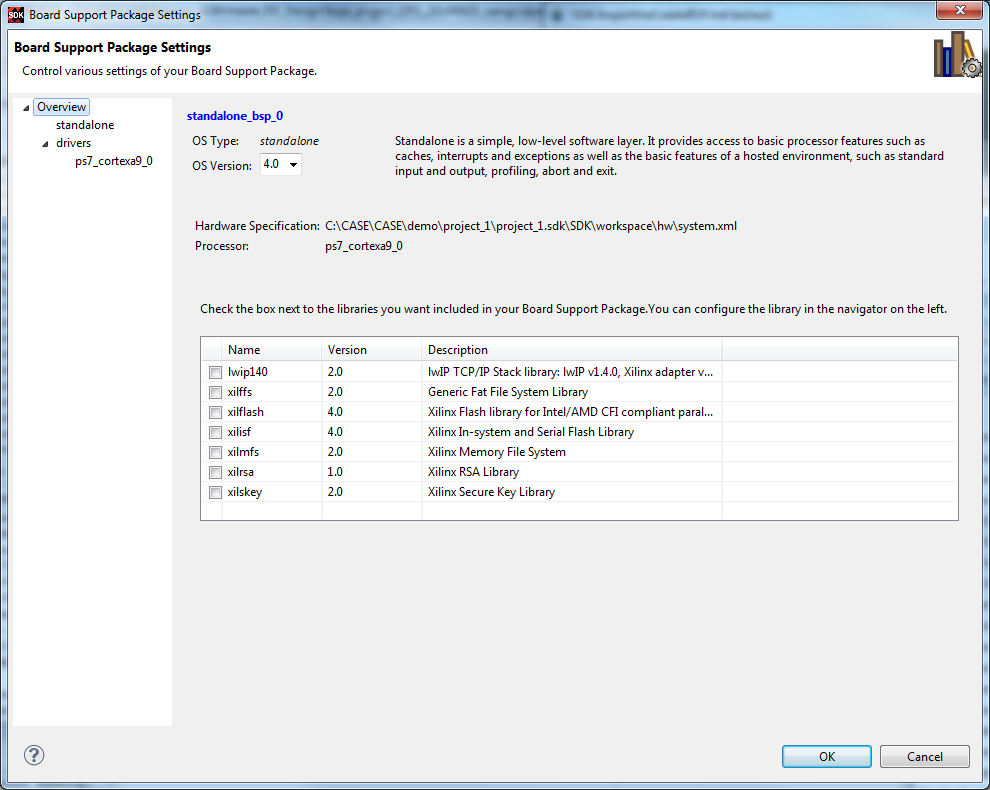 SDK Board Support Package Settings
Board Support Package Settings
Control various settings of your Board Support Package.
Overview
standalone
drivers
ps7_cortexa9_0
standalone_bsp_0
OS Type: standalone
OS Version: 4.0
Standalone is a simple, low-level software layer. It provides access to basic processor features such as
caches, interrupts and exceptions as well as the basic features of a hosted environment, such as standard
input and output, profiling, abort and exit.
Hardware Specification: C:\CASE\CASE\demo\project_1\project_1.sdk\SDK\workspace\hw\system.xml
Processor: ps7_cortexa9_0
Check the box next to the libraries you want included in your Board Support Package.You can configure the library in the navigator on the left.
Name Version Description
lwip140 2.0 lwIP TCP/IP Stack library: lwIP v1.4.0, Xilinx adapter v...
xilffs 2.0 Generic Fat File System Library
xilflash 4.0 Xilinx Flash library for Intel/AMD CFI compliant paral...
xilisf 4.0 Xilinx In-system and Serial Flash Library
xilmfs 2.0 Xilinx Memory File System
xilrsa 1.0 Xilinx RSA Library
xilskey 2.0 Xilinx Secure Key Library
?
OK Cancel